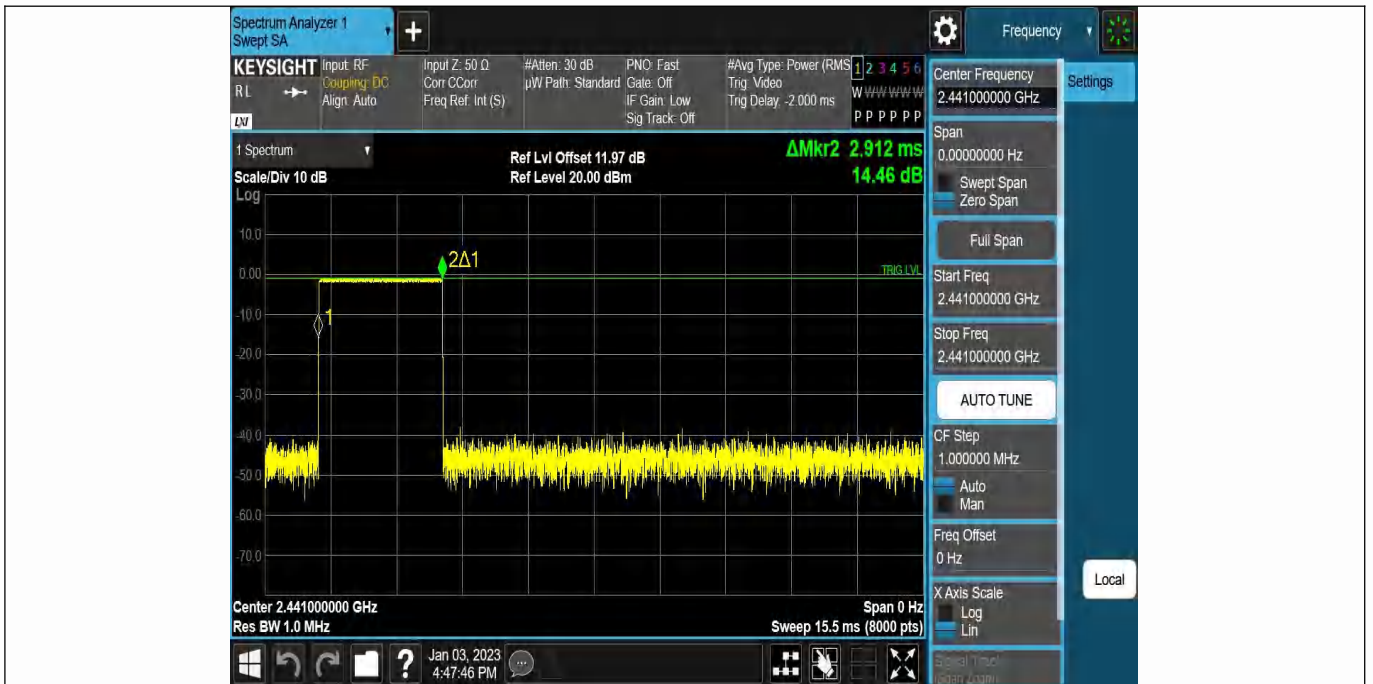 Spectrum Analyzer 1
Swept SA
+
Frequency
KEYSIGHT
RL
LXI
Input: RF
Coupling: DC
Align: Auto
Input Z: 50 Ω
Corr CCorr
Freq Ref: Int (S)
#Atten: 30 dB
µW Path: Standard
PNO: Fast
Gate: Off
IF Gain: Low
Sig Track: Off
#Avg Type: Power (RMS
Trig: Video
Trig Delay: -2.000 ms
1 2 3 4 5 6
W W W W W W
P P P P P P
1 Spectrum
Scale/Div 10 dB
Log
Ref Lvl Offset 11.97 dB
Ref Level 20.00 dBm
ΔMkr2 2.912 ms
14.46 dB
10.0
0.00
-10.0
-20.0
-30.0
-40.0
-50.0
-60.0
-70.0
2Δ1
1
TRIG LVL
Center 2.441000000 GHz
Res BW 1.0 MHz
Span 0 Hz
Sweep 15.5 ms (8000 pts)
Jan 03, 2023
4:47:46 PM
Center Frequency
2.441000000 GHz
Span
0.00000000 Hz
Swept Span
Zero Span
Full Span
Start Freq
2.441000000 GHz
Stop Freq
2.441000000 GHz
AUTO TUNE
CF Step
1.000000 MHz
Auto
Man
Freq Offset
0 Hz
X Axis Scale
Log
Lin
Signal Track
(Span Zoom)
Settings
Local